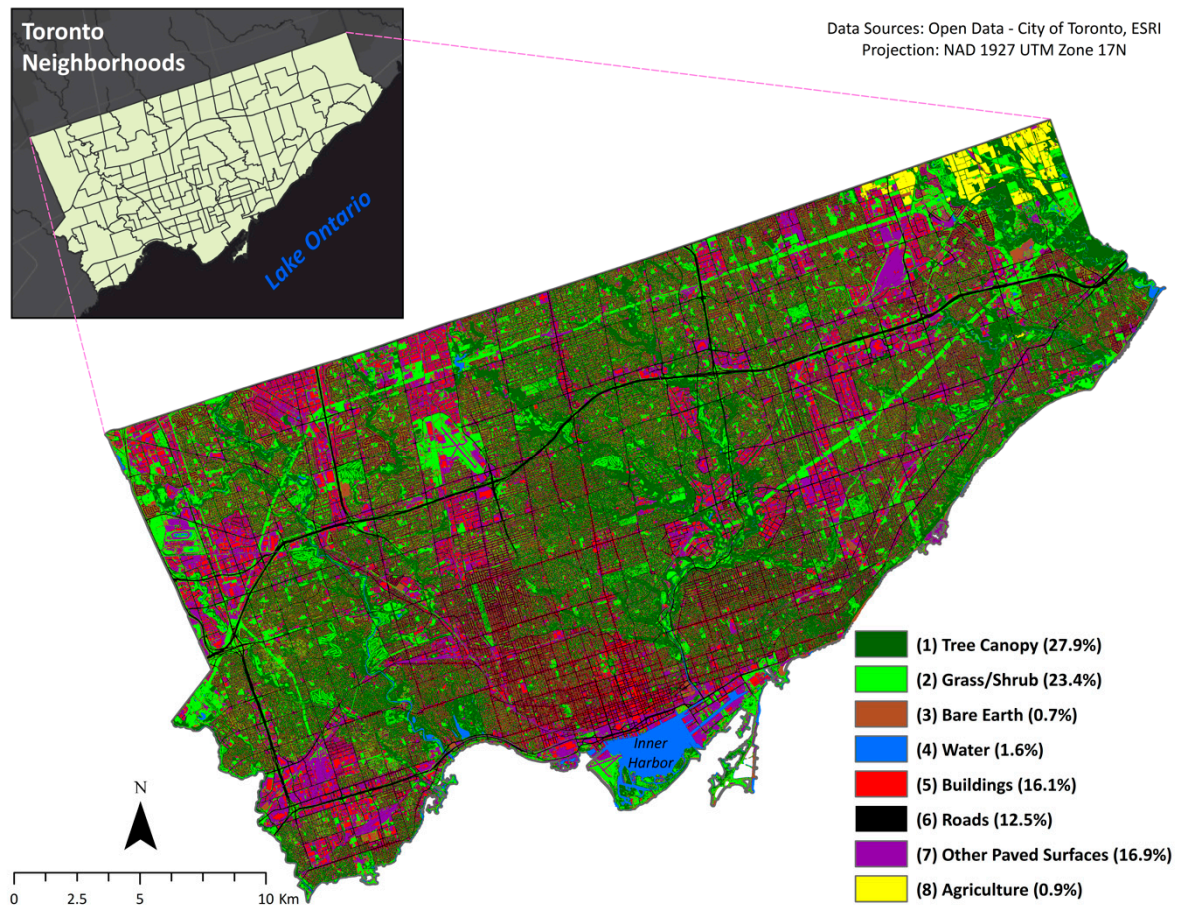 Toronto
Neighborhoods
Lake Ontario
Data Sources: Open Data - City of Toronto, ESRI
Projection: NAD 1927 UTM Zone 17N
Inner
Harbor
(1) Tree Canopy (27.9%)
(2) Grass/Shrub (23.4%)
(3) Bare Earth (0.7%)
(4) Water (1.6%)
(5) Buildings (16.1%)
(6) Roads (12.5%)
(7) Other Paved Surfaces (16.9%)
(8) Agriculture (0.9%)
N
0 2.5 5 10 Km